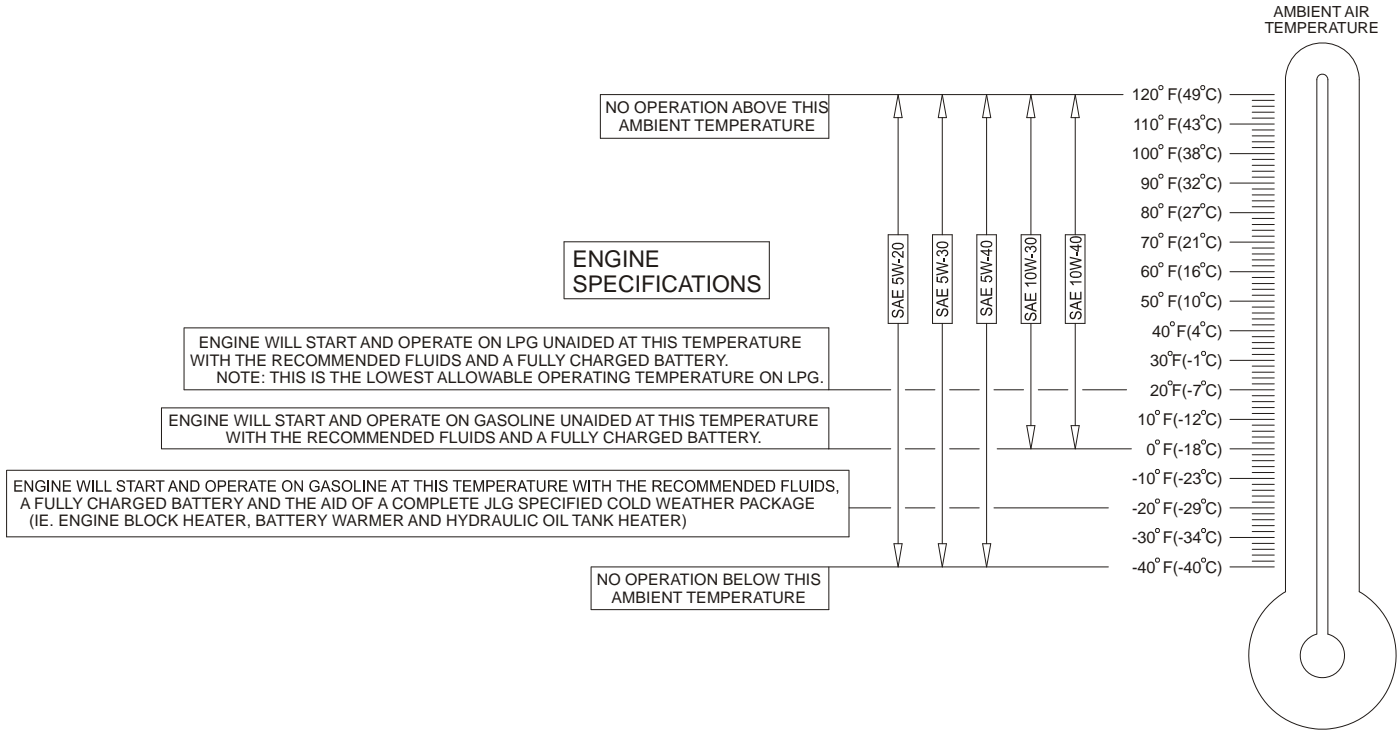 AMBIENT AIR
TEMPERATURE
NO OPERATION ABOVE THIS
AMBIENT TEMPERATURE
120° F(49°C)
110° F(43°C)
100° F(38°C)
90° F(32°C)
80° F(27°C)
70° F(21°C)
60° F(16°C)
50° F(10°C)
40°F(4°C)
30°F(-1°C)
20°F(-7°C)
10° F(-12°C)
0° F(-18°C)
-10° F(-23°C)
-20° F(-29°C)
-30° F(-34°C)
-40° F(-40°C)
ENGINE
SPECIFICATIONS
SAE 5W-20
SAE 5W-30
SAE 5W-40
SAE 10W-30
SAE 10W-40
ENGINE WILL START AND OPERATE ON LPG UNAIDED AT THIS TEMPERATURE
WITH THE RECOMMENDED FLUIDS AND A FULLY CHARGED BATTERY.
NOTE: THIS IS THE LOWEST ALLOWABLE OPERATING TEMPERATURE ON LPG.
ENGINE WILL START AND OPERATE ON GASOLINE UNAIDED AT THIS TEMPERATURE
WITH THE RECOMMENDED FLUIDS AND A FULLY CHARGED BATTERY.
ENGINE WILL START AND OPERATE ON GASOLINE AT THIS TEMPERATURE WITH THE RECOMMENDED FLUIDS,
A FULLY CHARGED BATTERY AND THE AID OF A COMPLETE JLG SPECIFIED COLD WEATHER PACKAGE
(IE. ENGINE BLOCK HEATER, BATTERY WARMER AND HYDRAULIC OIL TANK HEATER)
NO OPERATION BELOW THIS
AMBIENT TEMPERATURE